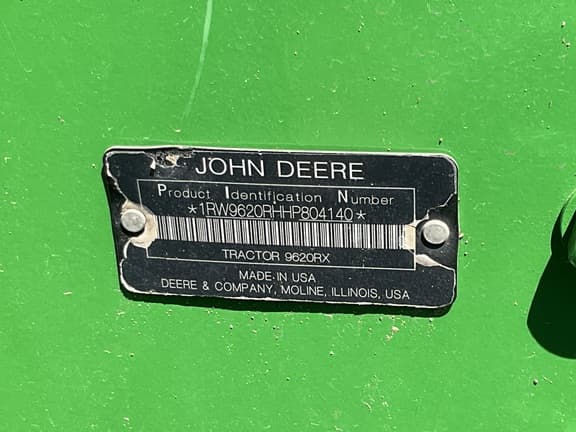 JOHN DEERE
Product Identification Number
*1RW9620RHHP804140*
TRACTOR 9620RX
MADE IN USA
DEERE & COMPANY, MOLINE, ILLINOIS, USA